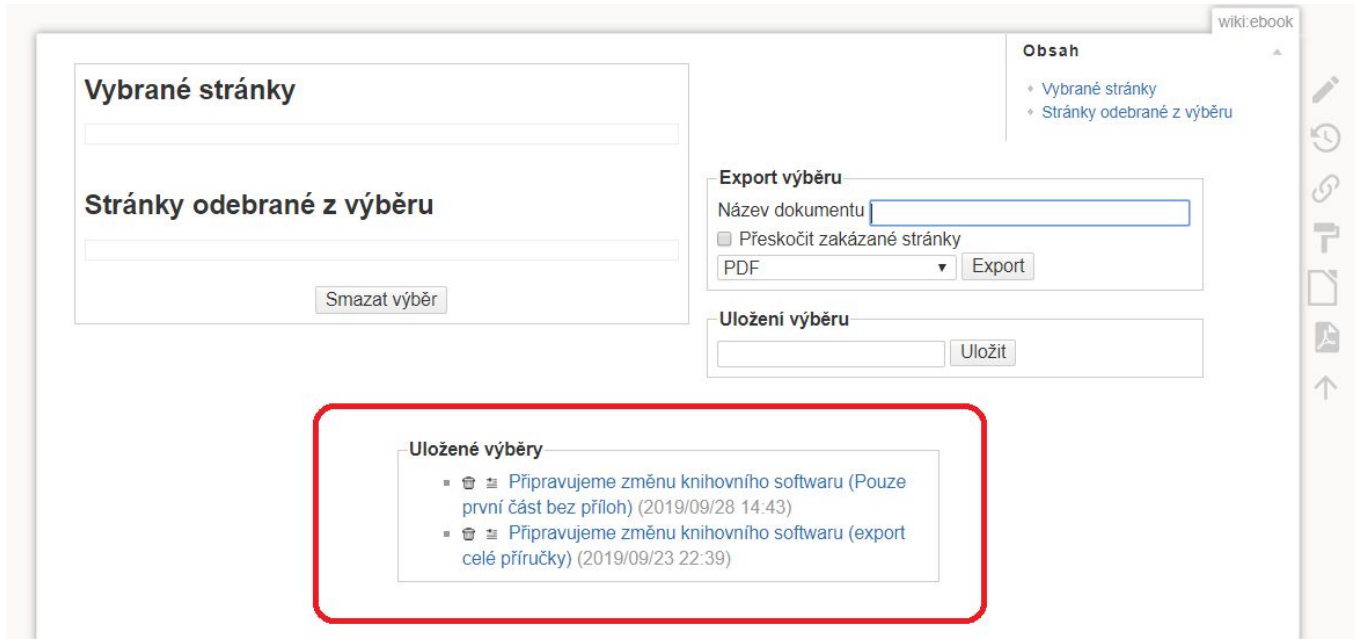 wiki:ebook
Obsah
Vybrané stránky
Stránky odebrané z výběru
Vybrané stránky
Stránky odebrané z výběru
Smazat výběr
Export výběru
Název dokumentu
Přeskočit zakázané stránky
PDF Export
Uložení výběru
Uložit
Uložené výběry
Připravujeme změnu knihovního softwaru (Pouze
první část bez příloh) (2019/09/28 14:43)
Připravujeme změnu knihovního softwaru (export
celé příručky) (2019/09/23 22:39)